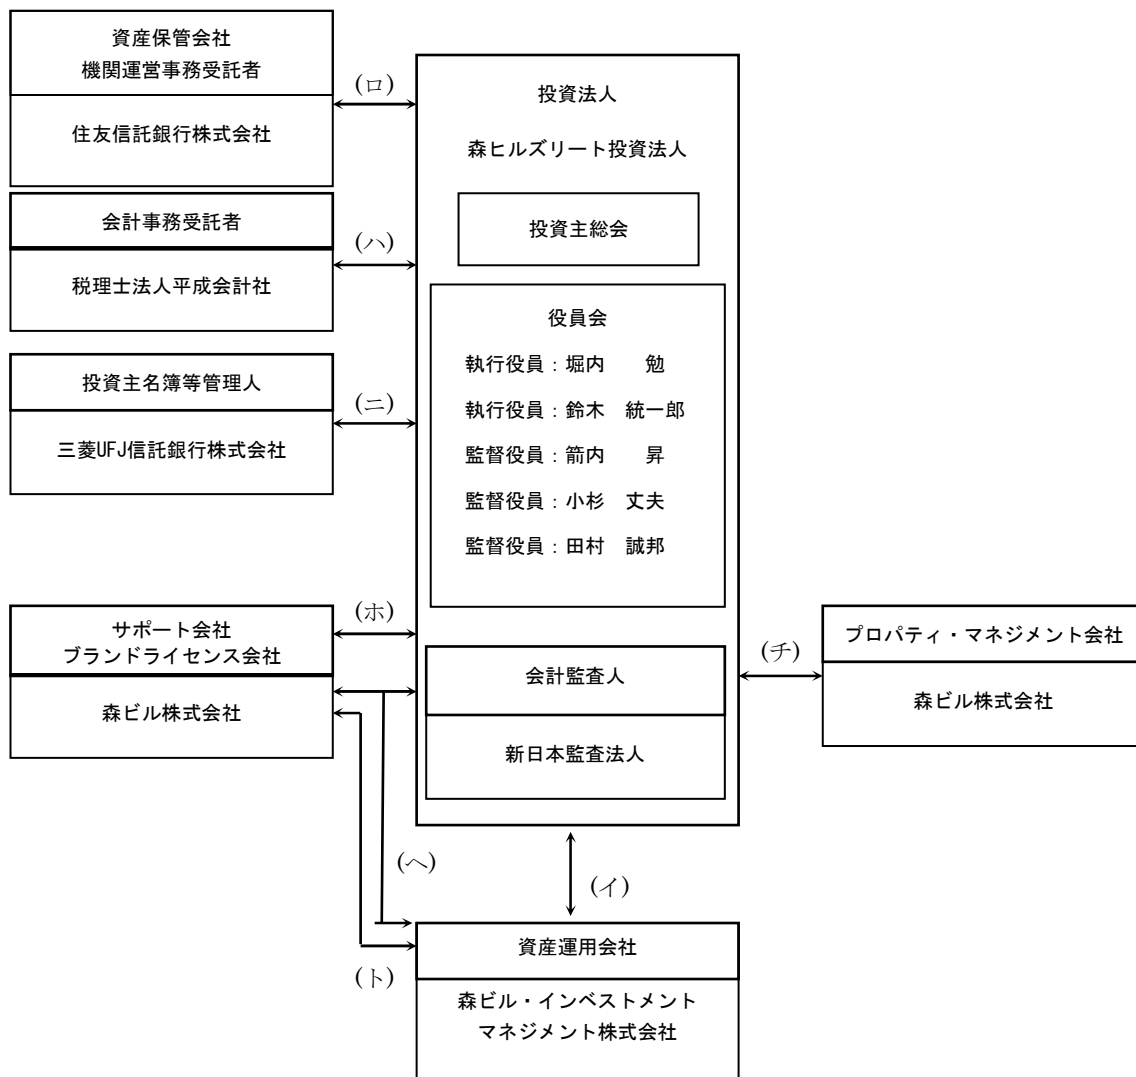 資産保管会社
機関運営事務受託者
住友信託銀行株式会社
(ロ)
会計事務受託者
税理士法人平成会計社
(ハ)
投資主名簿等管理人
三菱UFJ信託銀行株式会社
(ニ)
投資法人
森ヒルズリート投資法人
投資主総会
役員会
執行役員：堀内　　勉
執行役員：鈴木　統一郎
監督役員：箭内　　昇
監督役員：小杉　丈夫
監督役員：田村　誠邦
会計監査人
新日本監査法人
サポート会社
ブランドライセンス会社
森ビル株式会社
(ホ)
(チ)
プロパティ・マネジメント会社
森ビル株式会社
(ヘ)
(イ)
(ト)
資産運用会社
森ビル・インベストメント
マネジメント株式会社